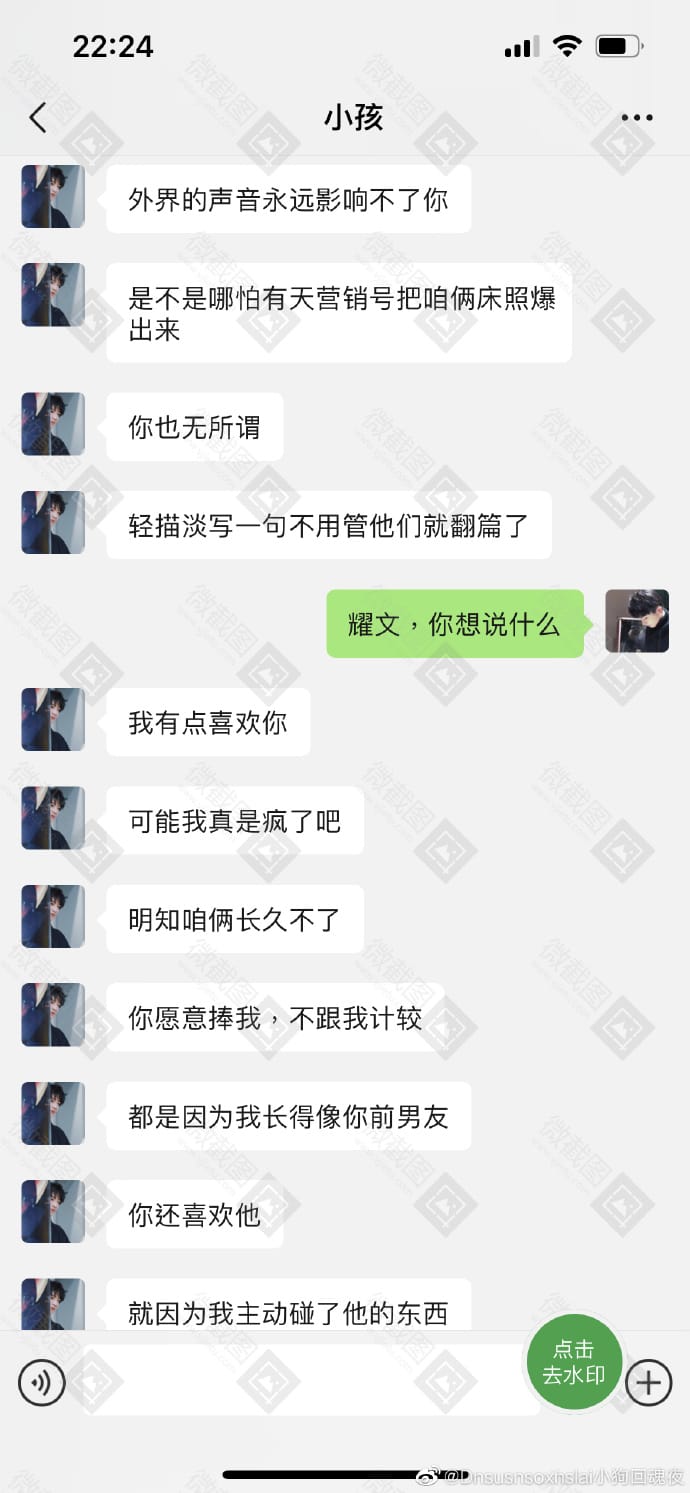 22:24
小孩
外界的声音永远影响不了你
是不是哪怕有天营销号把咱俩床照爆
出来
你也无所谓
轻描淡写一句不用管他们就翻篇了
耀文，你想说什么
我有点喜欢你
可能我真是疯了吧
明知咱俩长久不了
你愿意捧我，不跟我计较
都是因为我长得像你前男友
你还喜欢他
就因为我主动碰了他的东西
点击
去水印
微截图
@Dnsusnsoxhslai小狗回魂夜